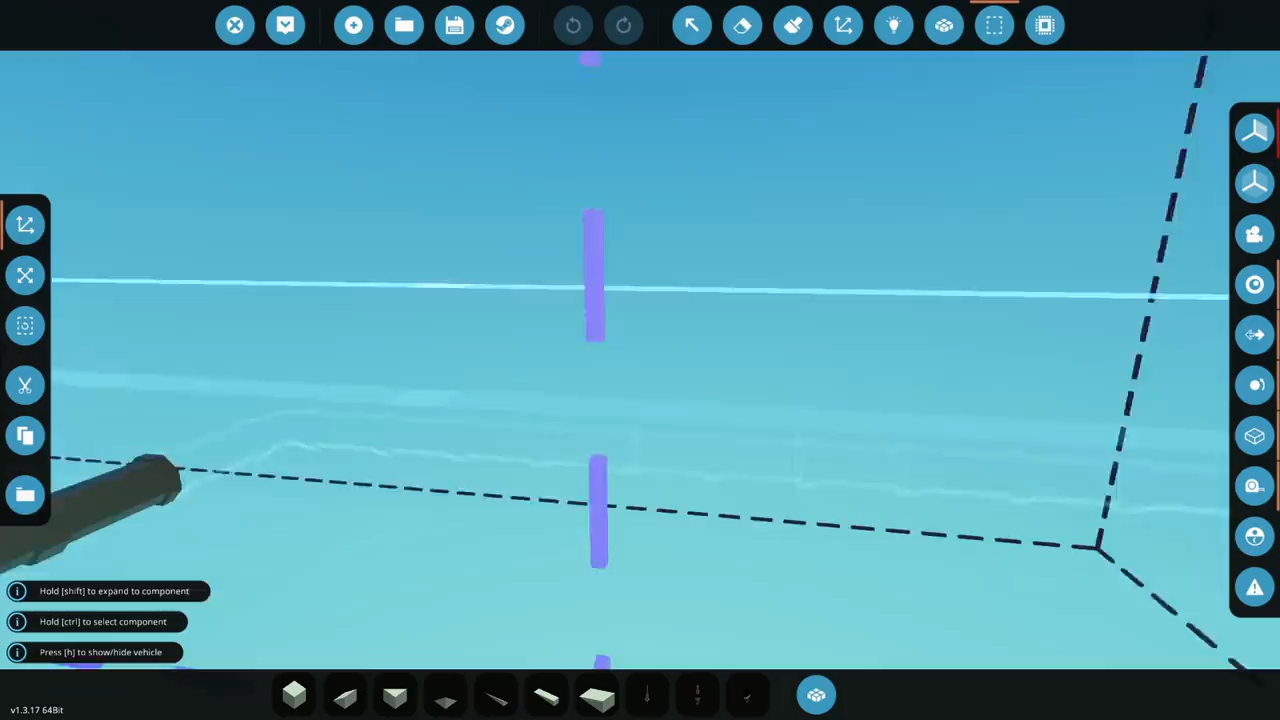 Hold [shift] to expand to component
Hold [ctrl] to select component
Press [h] to show/hide vehicle
v1.3.17 64Bit